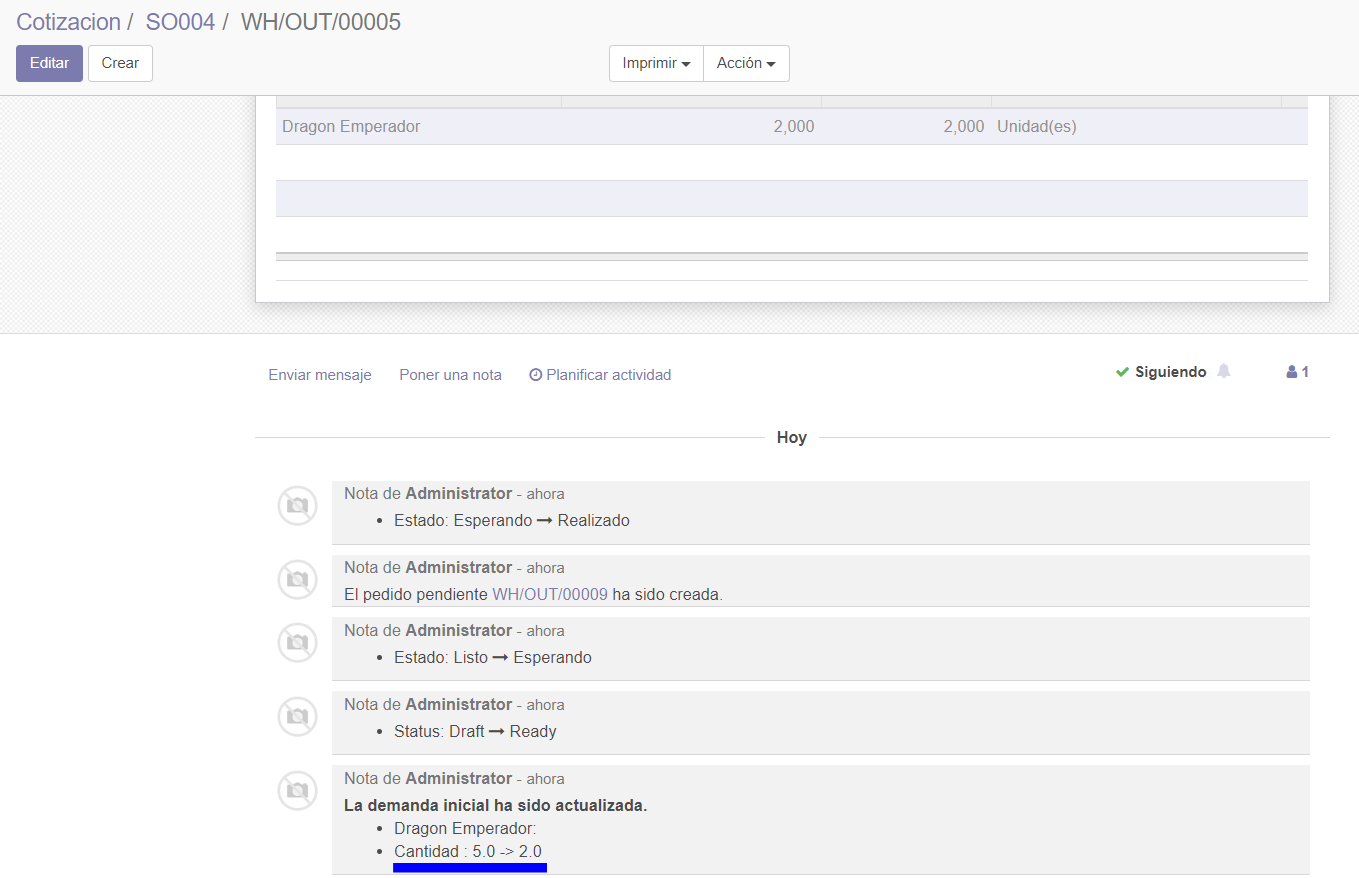 Cotizacion / SO004 / WH/OUT/00005
Editar Crear Imprimir Acción
Dragon Emperador 2,000 2,000 Unidad(es)
Enviar mensaje Poner una nota Planificar actividad Siguiendo 1
Hoy
Nota de Administrator - ahora
• Estado: Esperando → Realizado
Nota de Administrator - ahora
El pedido pendiente WH/OUT/00009 ha sido creada.
Nota de Administrator - ahora
• Estado: Listo → Esperando
Nota de Administrator - ahora
• Status: Draft → Ready
Nota de Administrator - ahora
La demanda inicial ha sido actualizada.
• Dragon Emperador:
• Cantidad : 5.0 -> 2.0